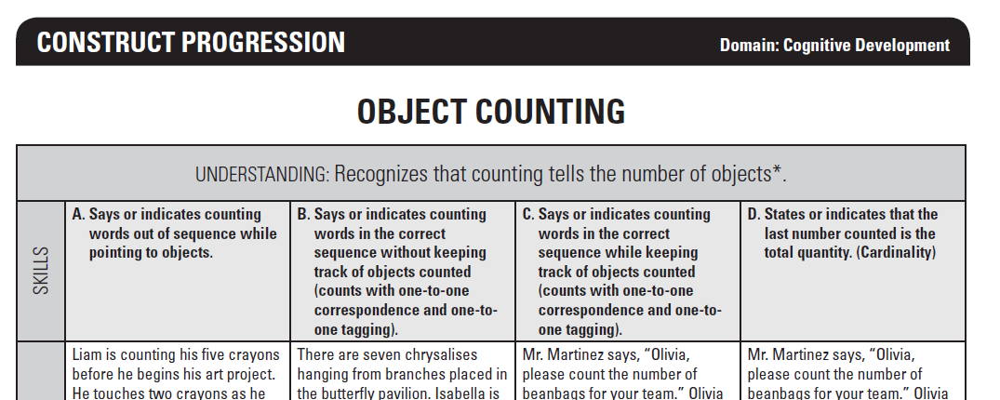 CONSTRUCT PROGRESSION
Domain: Cognitive Development
OBJECT COUNTING
UNDERSTANDING: Recognizes that counting tells the number of objects*.
SKILLS
A. Says or indicates counting
words out of sequence while
pointing to objects.
B. Says or indicates counting
words in the correct
sequence without keeping
track of objects counted
(counts with one-to-one
correspondence and one-to-
one tagging).
C. Says or indicates counting
words in the correct
sequence while keeping
track of objects counted
(counts with one-to-one
correspondence and one-to-
one tagging).
D. States or indicates that the
last number counted is the
total quantity. (Cardinality)
Liam is counting his five crayons
before he begins his art project.
He touches two crayons as he
There are seven chrysalises
hanging from branches placed in
the butterfly pavilion. Isabella is
Mr. Martinez says, “Olivia,
please count the number of
beanbags for your team.” Olivia
Mr. Martinez says, “Olivia,
please count the number of
beanbags for your team.” Olivia